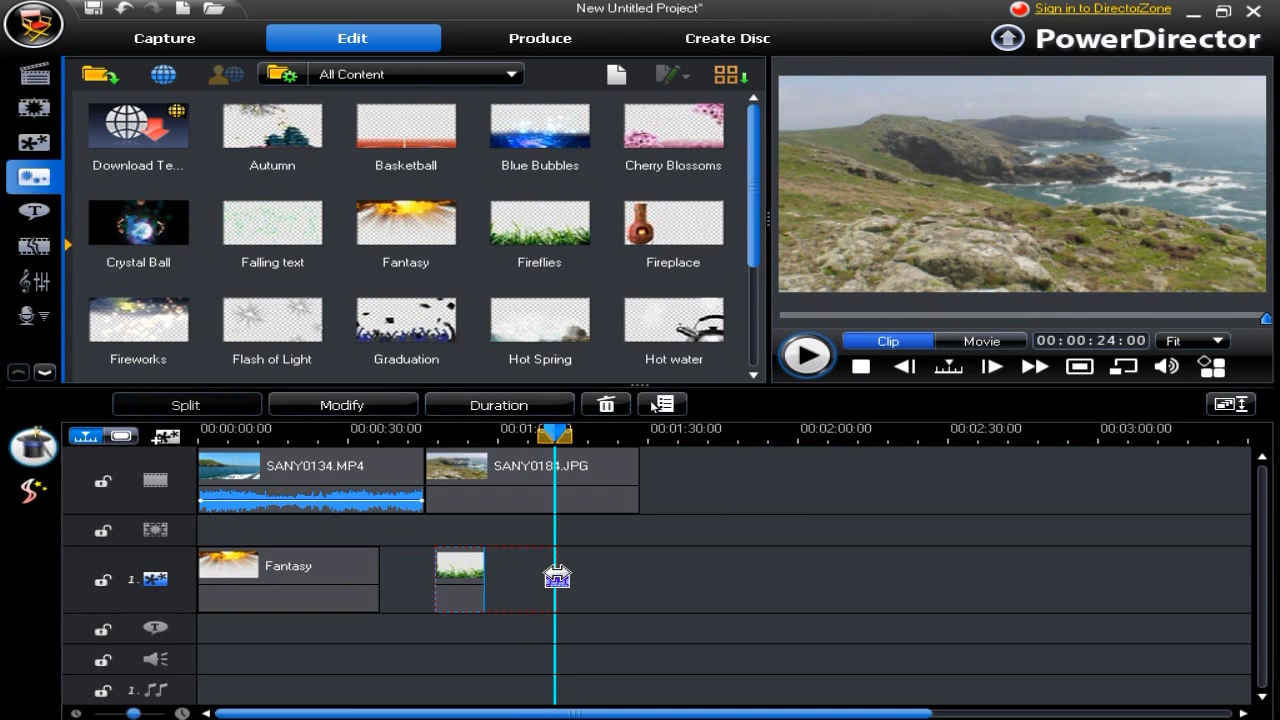 New Untitled Project*
Sign in to DirectorZone
Capture
Edit
Produce
Create Disc
PowerDirector
All Content
Download Te...
Autumn
Basketball
Blue Bubbles
Cherry Blossoms
Crystal Ball
Falling text
Fantasy
Fireflies
Fireplace
Fireworks
Flash of Light
Graduation
Hot Spring
Hot water
Clip
Movie
00:00:24:00
Fit
Split
Modify
Duration
00:00:00:00
00:00:30:00
00:01
00:01:30:00
00:02:00:00
00:02:30:00
00:03:00:00
SANY0134.MP4
SANY0184.JPG
1.
Fantasy
1.